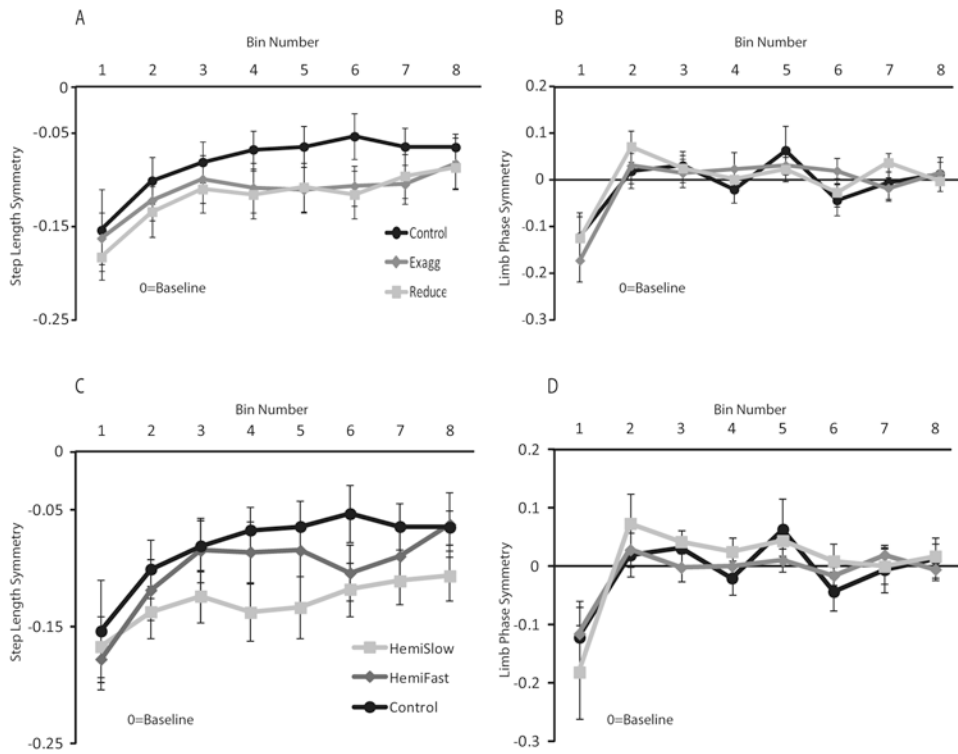 A
Bin Number
1 2 3 4 5 6 7 8
0
-0.05
-0.15
-0.25
Step Length Symmetry
Control
Exagg
Reduce
0=Baseline
B
Bin Number
1 2 3 4 5 6 7 8
0.2
0.1
0
-0.1
-0.2
-0.3
Limb Phase Symmetry
0=Baseline
C
Bin Number
1 2 3 4 5 6 7 8
0
-0.05
-0.15
-0.25
Step Length Symmetry
HemiSlow
HemiFast
Control
0=Baseline
D
Bin Number
1 2 3 4 5 6 7 8
0.2
0.1
0
-0.1
-0.2
-0.3
Limb Phase Symmetry
0=Baseline